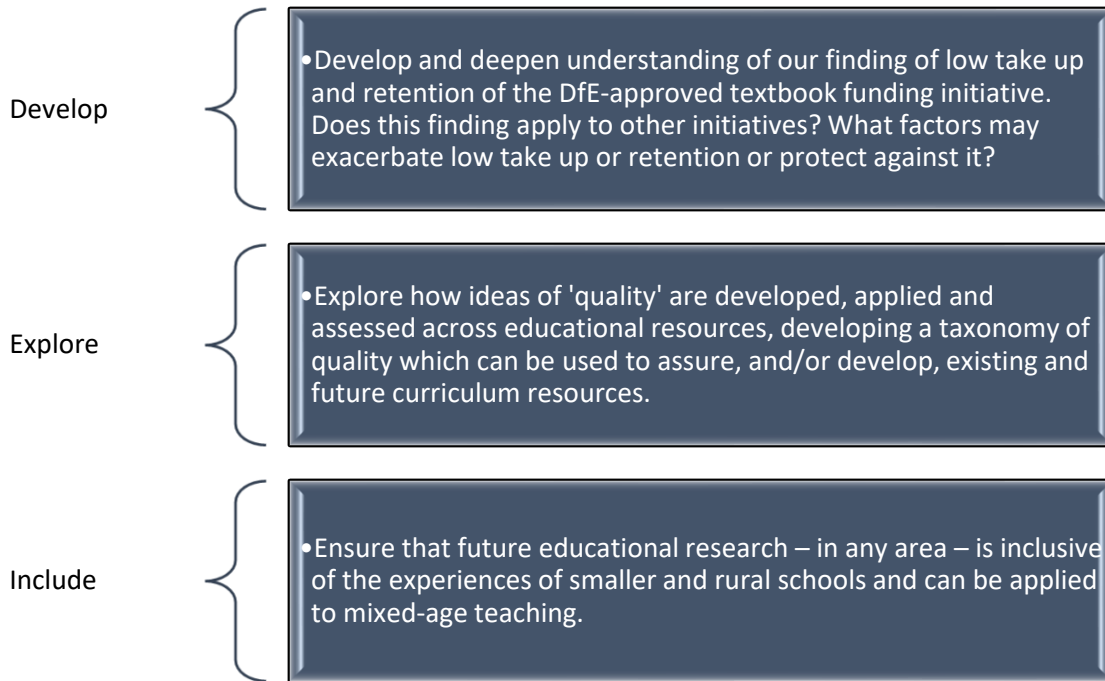 Develop
•Develop and deepen understanding of our finding of low take up
and retention of the DfE-approved textbook funding initiative.
Does this finding apply to other initiatives? What factors may
exacerbate low take up or retention or protect against it?
Explore
•Explore how ideas of 'quality' are developed, applied and
assessed across educational resources, developing a taxonomy of
quality which can be used to assure, and/or develop, existing and
future curriculum resources.
Include
•Ensure that future educational research – in any area – is inclusive
of the experiences of smaller and rural schools and can be applied
to mixed-age teaching.